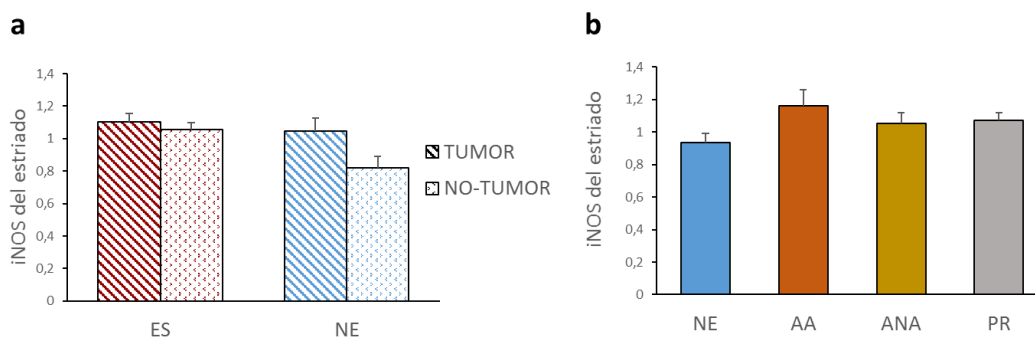 a
iNOS del estriado
1,4
1,2
1
0,8
0,6
0,4
0,2
0
ES
NE
TUMOR
NO-TUMOR
b
iNOS del estriado
1,4
1,2
1
0,8
0,6
0,4
0,2
0
NE
AA
ANA
PR